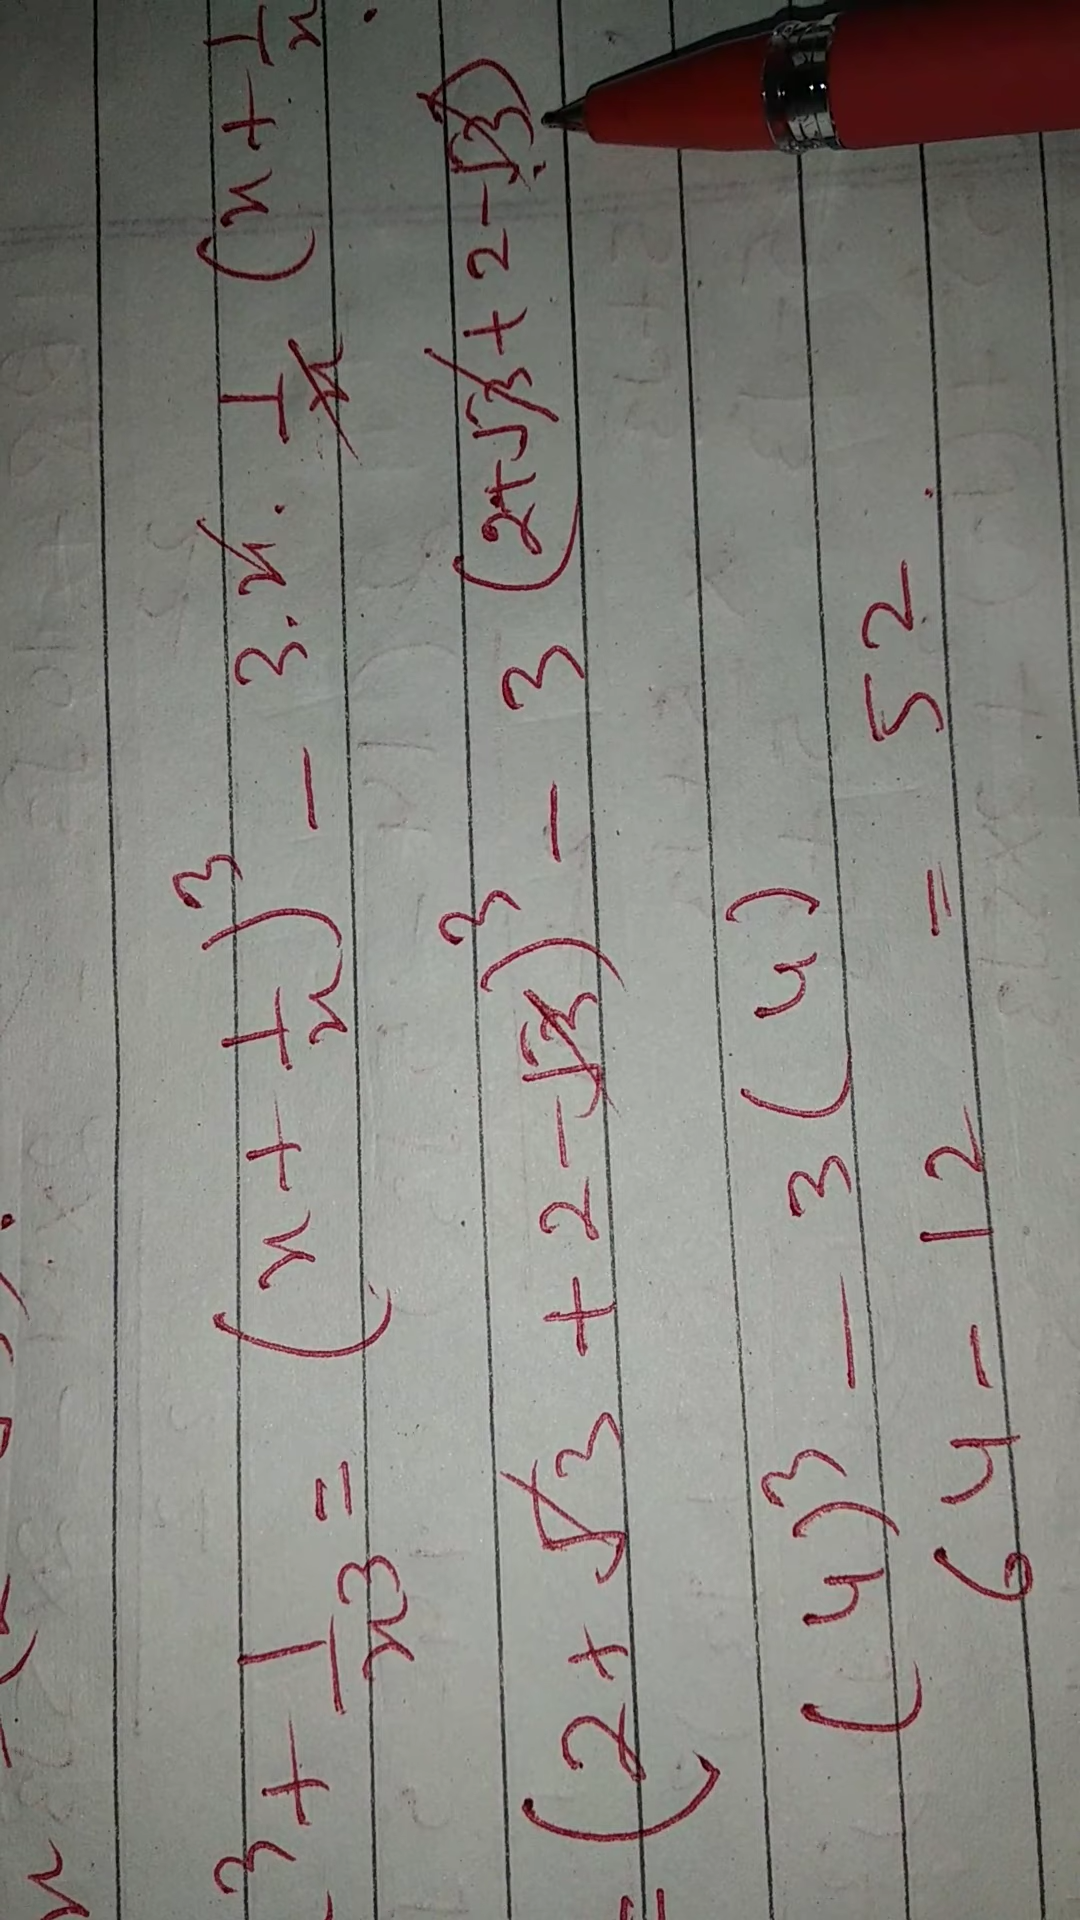 ³ + 1/x³ = (x + 1/x)³ - 3.x. 1/x (x + 1/x
= (2 + √3 + 2 - √3)³ - 3 (2+√3 + 2 - √3)
(4)³ - 3 (4)
64 - 12 = 52